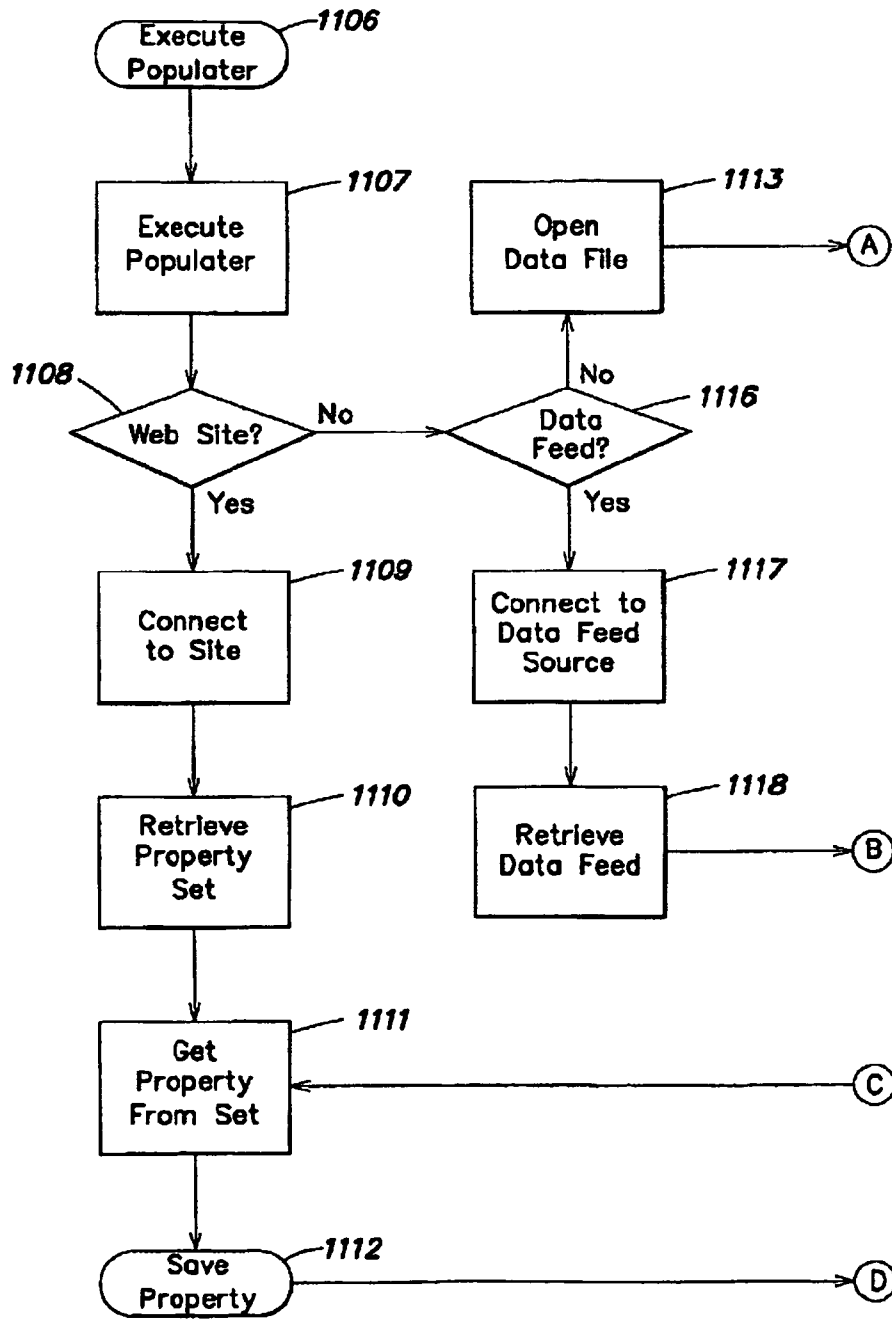 1106
Execute
Populater
1107
Execute
Populater
1113
Open
Data File
A
1108
Web Site?
No
Yes
1116
Data
Feed?
No
Yes
1109
Connect
to Site
1117
Connect to
Data Feed
Source
1110
Retrieve
Property
Set
1118
Retrieve
Data Feed
B
1111
Get
Property
From Set
C
1112
Save
Property
D